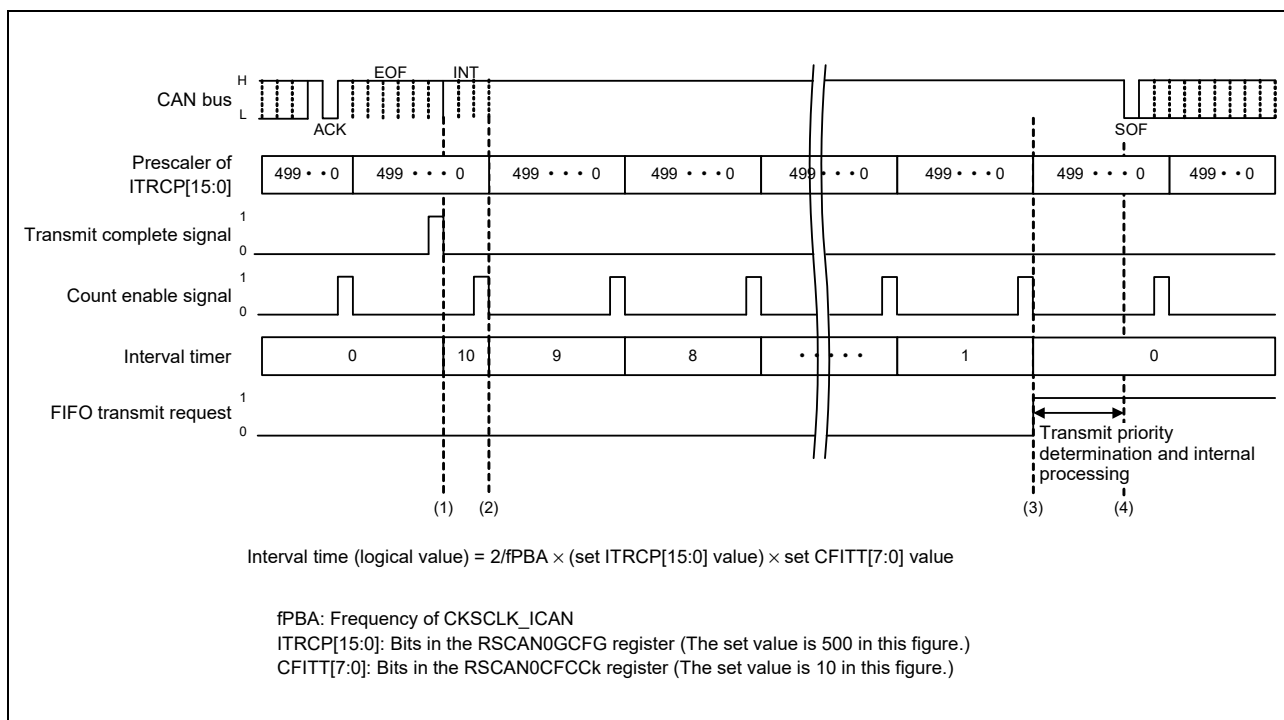 EOF INT
H
CAN bus
L
ACK
SOF
Prescaler of
ITRCP[15:0]
499 • • 0 499 • • • 0 499 • • • 0 499 • • • 0 499 • • • 0 499 • • • 0 499 • • • 0 499 • • 0
1
Transmit complete signal
0
1
Count enable signal
0
Interval timer 0 10 9 8 • • • • • 1 0
1
FIFO transmit request
0
Transmit priority
determination and internal
processing
(1) (2) (3) (4)
Interval time (logical value) = 2/fPBA × (set ITRCP[15:0] value) × set CFITT[7:0] value
fPBA: Frequency of CKSCLK_ICAN
ITRCP[15:0]: Bits in the RSCAN0GCFG register (The set value is 500 in this figure.)
CFITT[7:0]: Bits in the RSCAN0CFCCk register (The set value is 10 in this figure.)